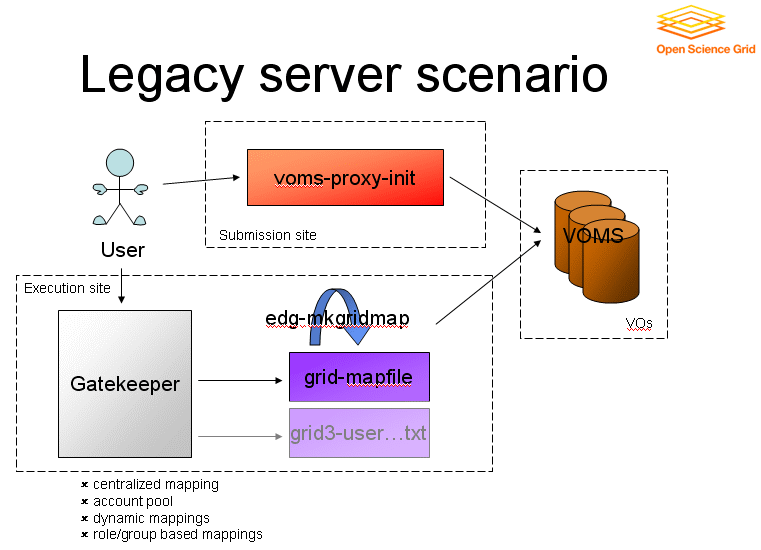 Open Science Grid
Legacy server scenario
voms-proxy-init
Submission site
User
VOMS
VOs
Execution site
edg-mkgridmap
Gatekeeper
grid-mapfile
grid3-user...txt
× centralized mapping
× account pool
× dynamic mappings
× role/group based mappings